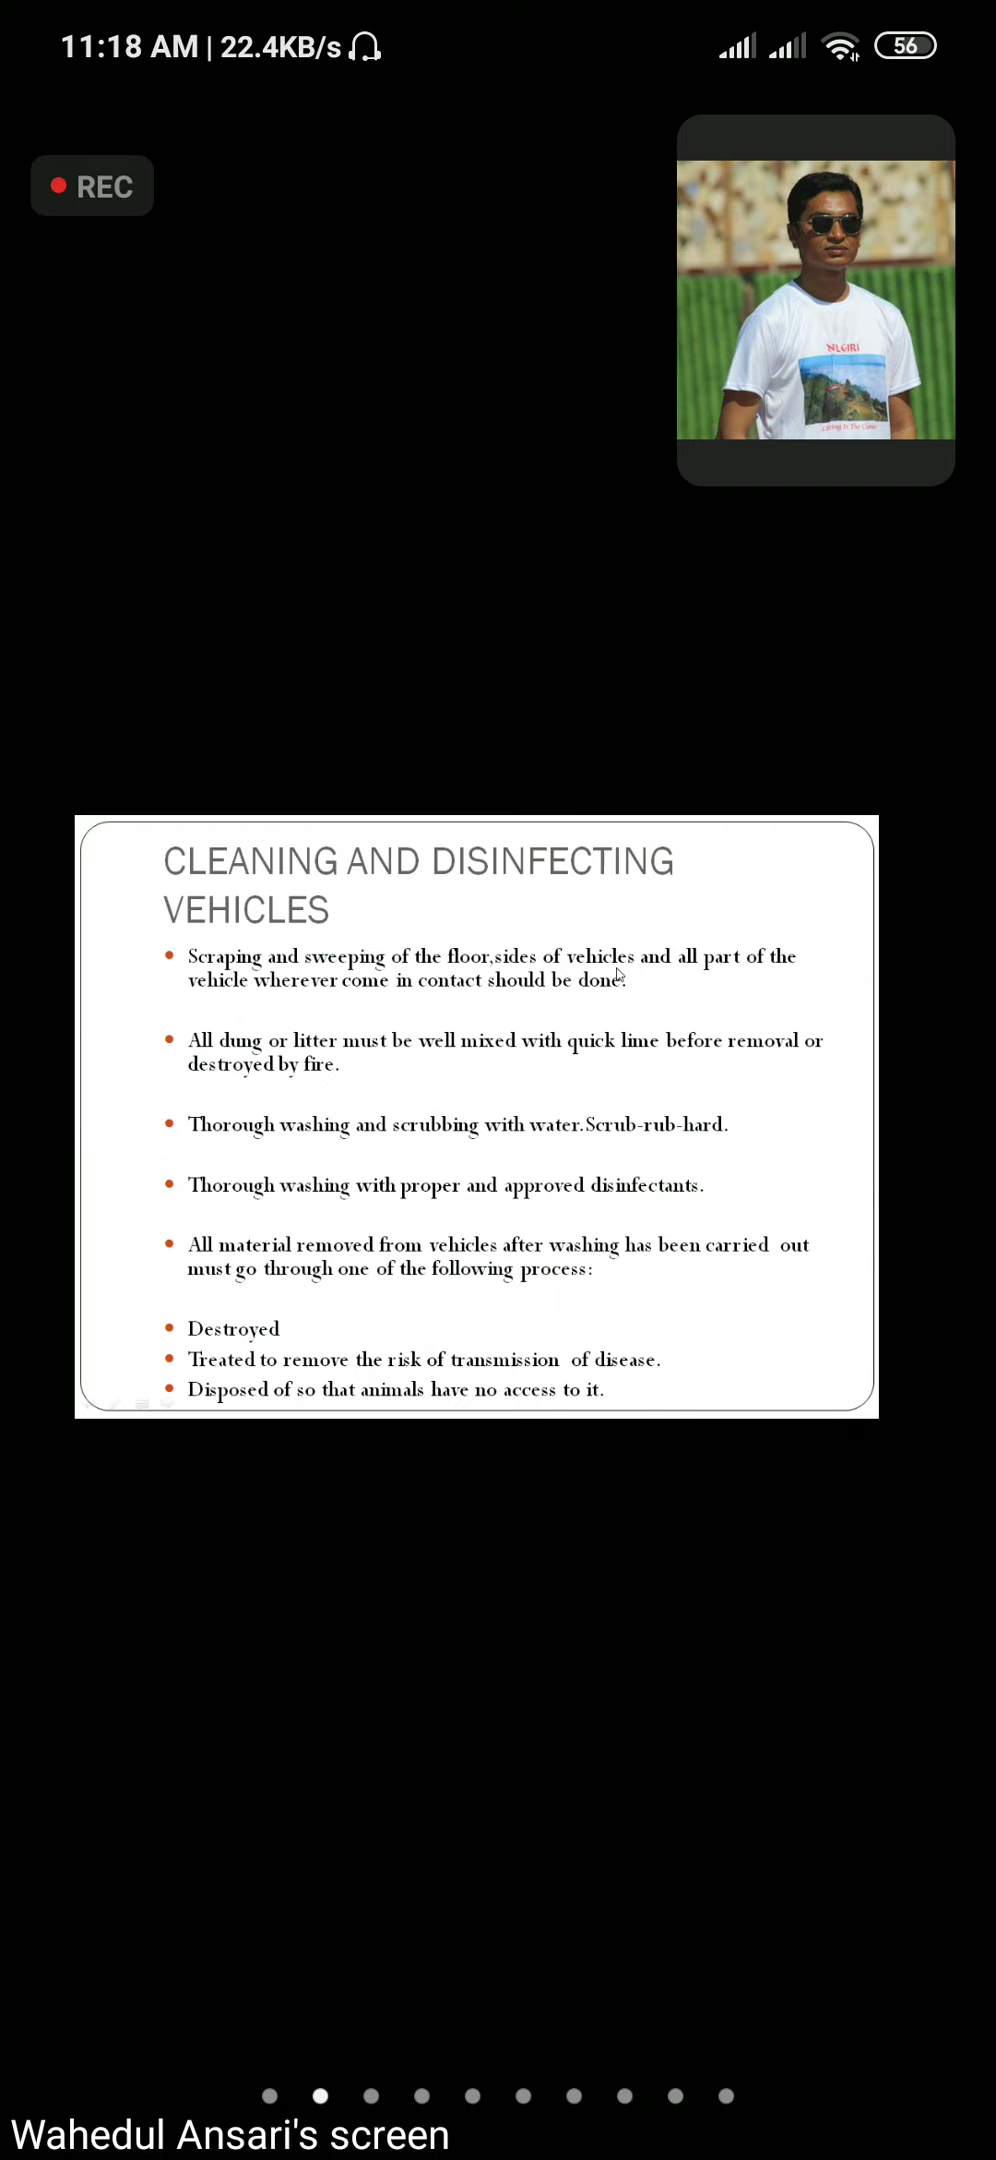 11:18 AM | 22.4KB/s
56
REC
NLGIRI
CLEANING AND DISINFECTING
VEHICLES
• Scraping and sweeping of the floor,sides of vehicles and all part of the
vehicle wherever come in contact should be done.
• All dung or litter must be well mixed with quick lime before removal or
destroyed by fire.
• Thorough washing and scrubbing with water.Scrub-rub-hard.
• Thorough washing with proper and approved disinfectants.
• All material removed from vehicles after washing has been carried out
must go through one of the following process:
• Destroyed
• Treated to remove the risk of transmission of disease.
• Disposed of so that animals have no access to it.
Wahedul Ansari's screen